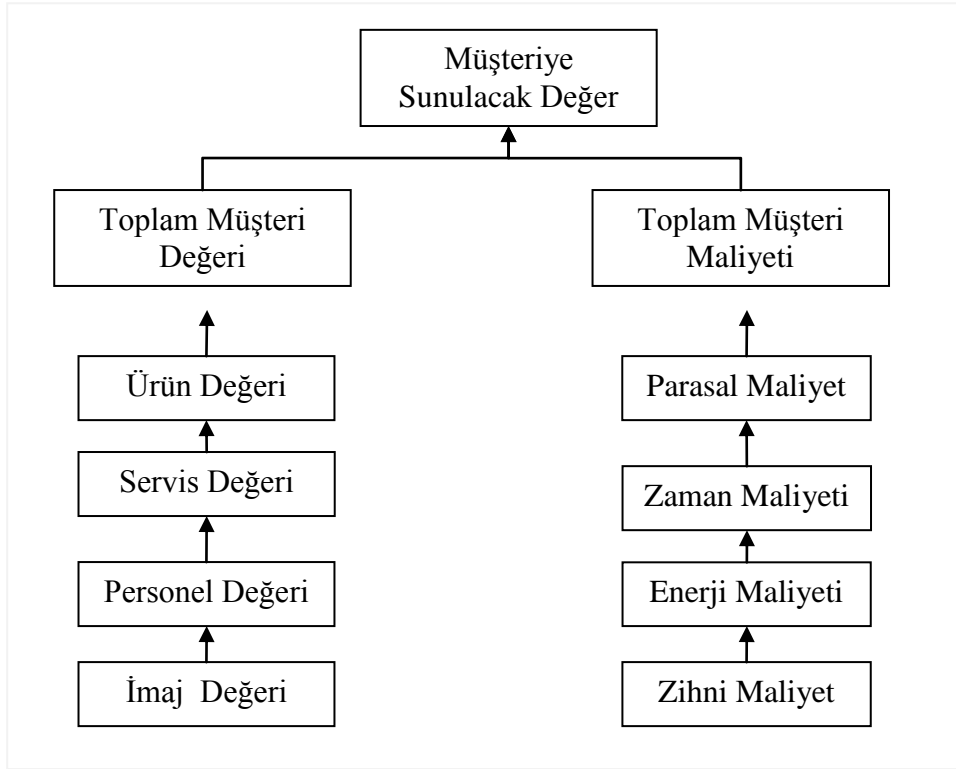 Müşteriye
Sunulacak Değer
Toplam Müşteri
Değeri
Toplam Müşteri
Maliyeti
Ürün Değeri
Parasal Maliyet
Servis Değeri
Zaman Maliyeti
Personel Değeri
Enerji Maliyeti
İmaj Değeri
Zihni Maliyet